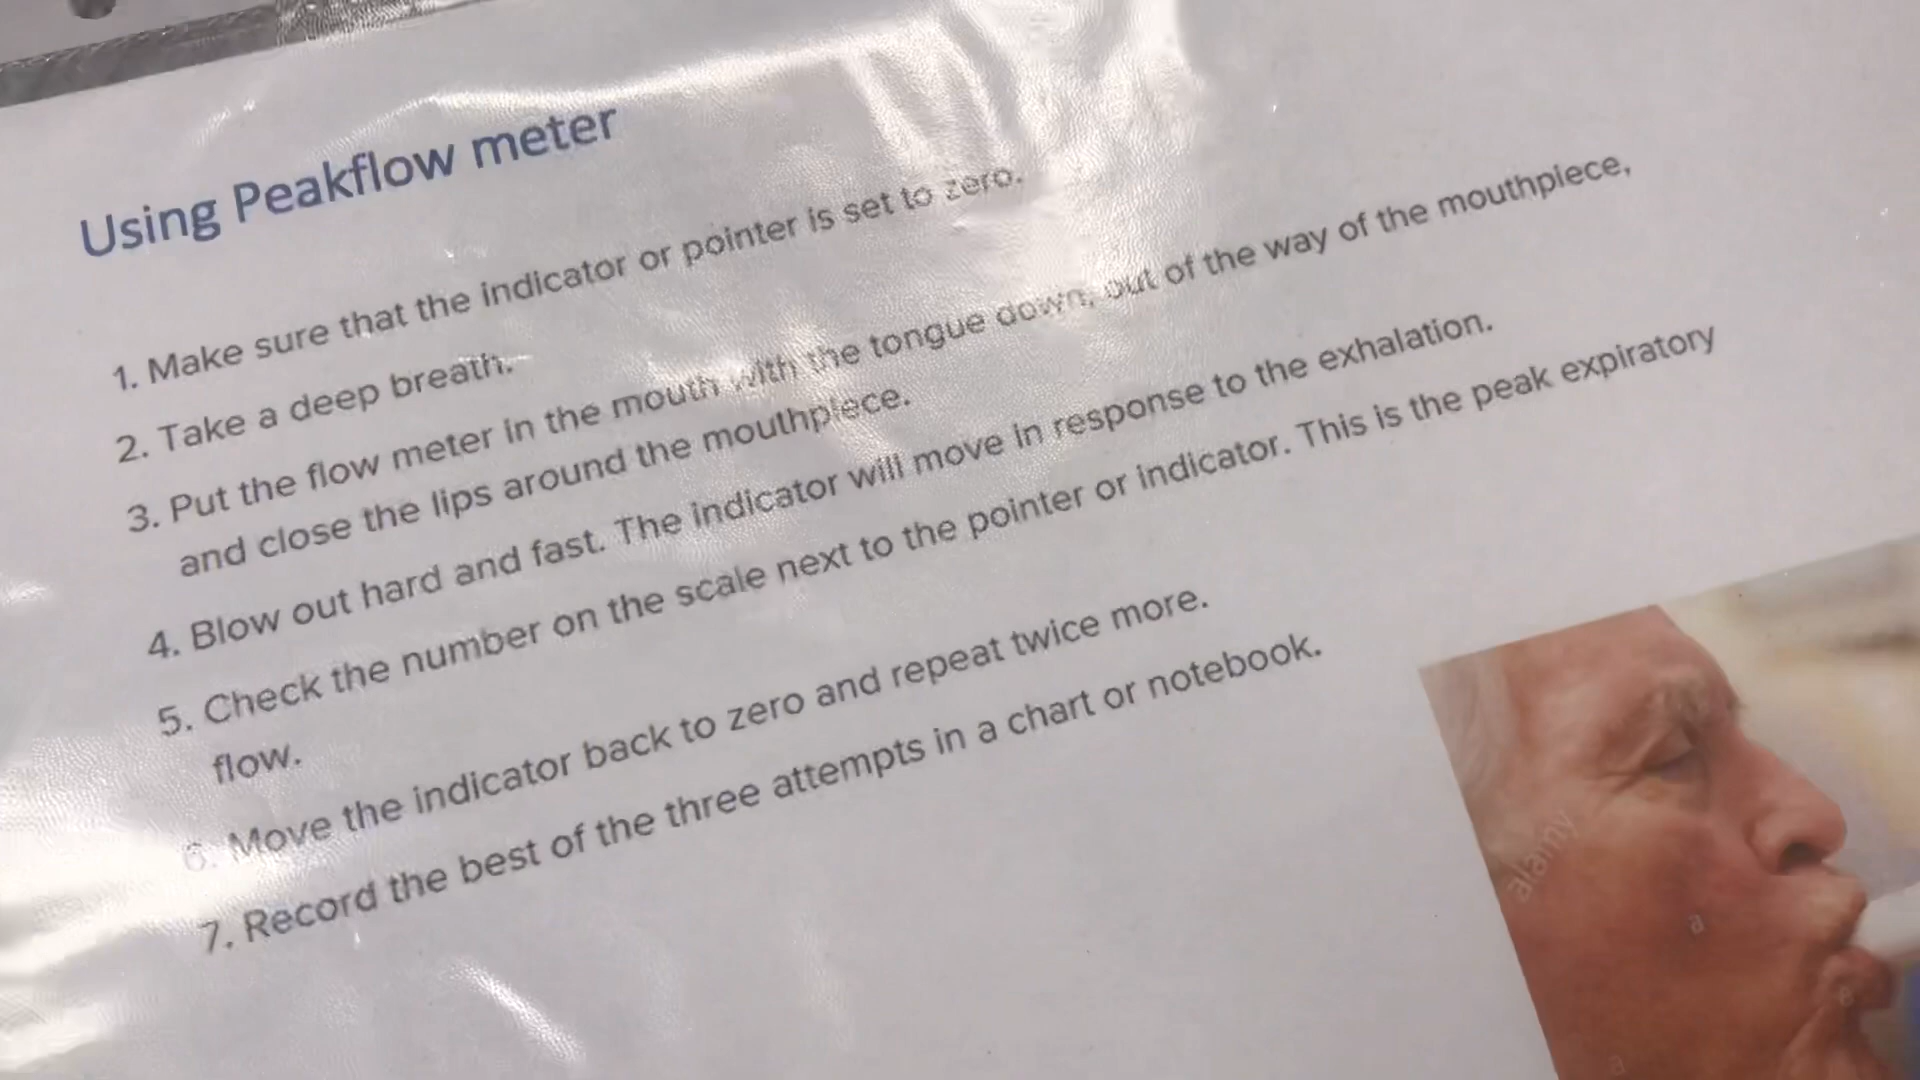 Using Peakflow meter
1. Make sure that the indicator or pointer is set to zero.
2. Take a deep breath.
3. Put the flow meter in the mouth with the tongue down, out of the way of the mouthpiece,
and close the lips around the mouthpiece.
4. Blow out hard and fast. The indicator will move in response to the exhalation.
5. Check the number on the scale next to the pointer or indicator. This is the peak expiratory
flow.
6. Move the indicator back to zero and repeat twice more.
7. Record the best of the three attempts in a chart or notebook.
alamy
a
a